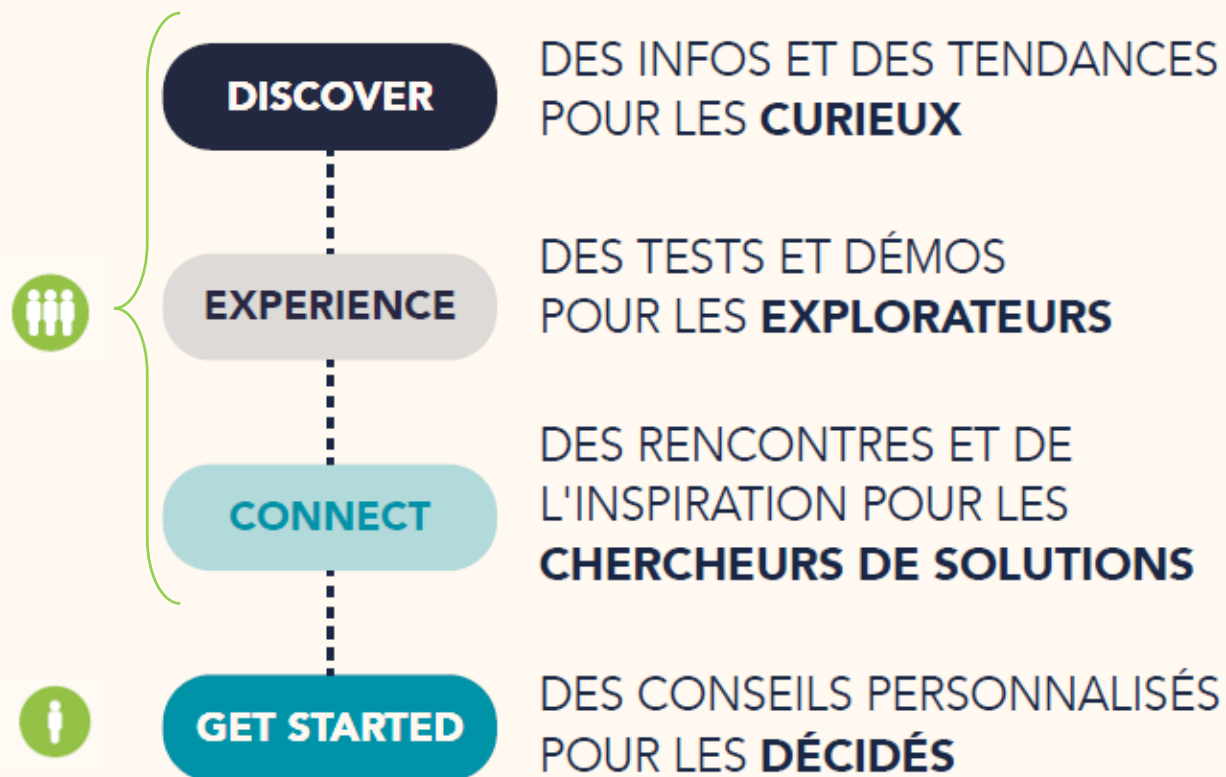 DISCOVER
DES INFOS ET DES TENDANCES
POUR LES CURIEUX
EXPERIENCE
DES TESTS ET DÉMOS
POUR LES EXPLORATEURS
CONNECT
DES RENCONTRES ET DE
L'INSPIRATION POUR LES
CHERCHEURS DE SOLUTIONS
GET STARTED
DES CONSEILS PERSONNALISÉS
POUR LES DÉCIDÉS